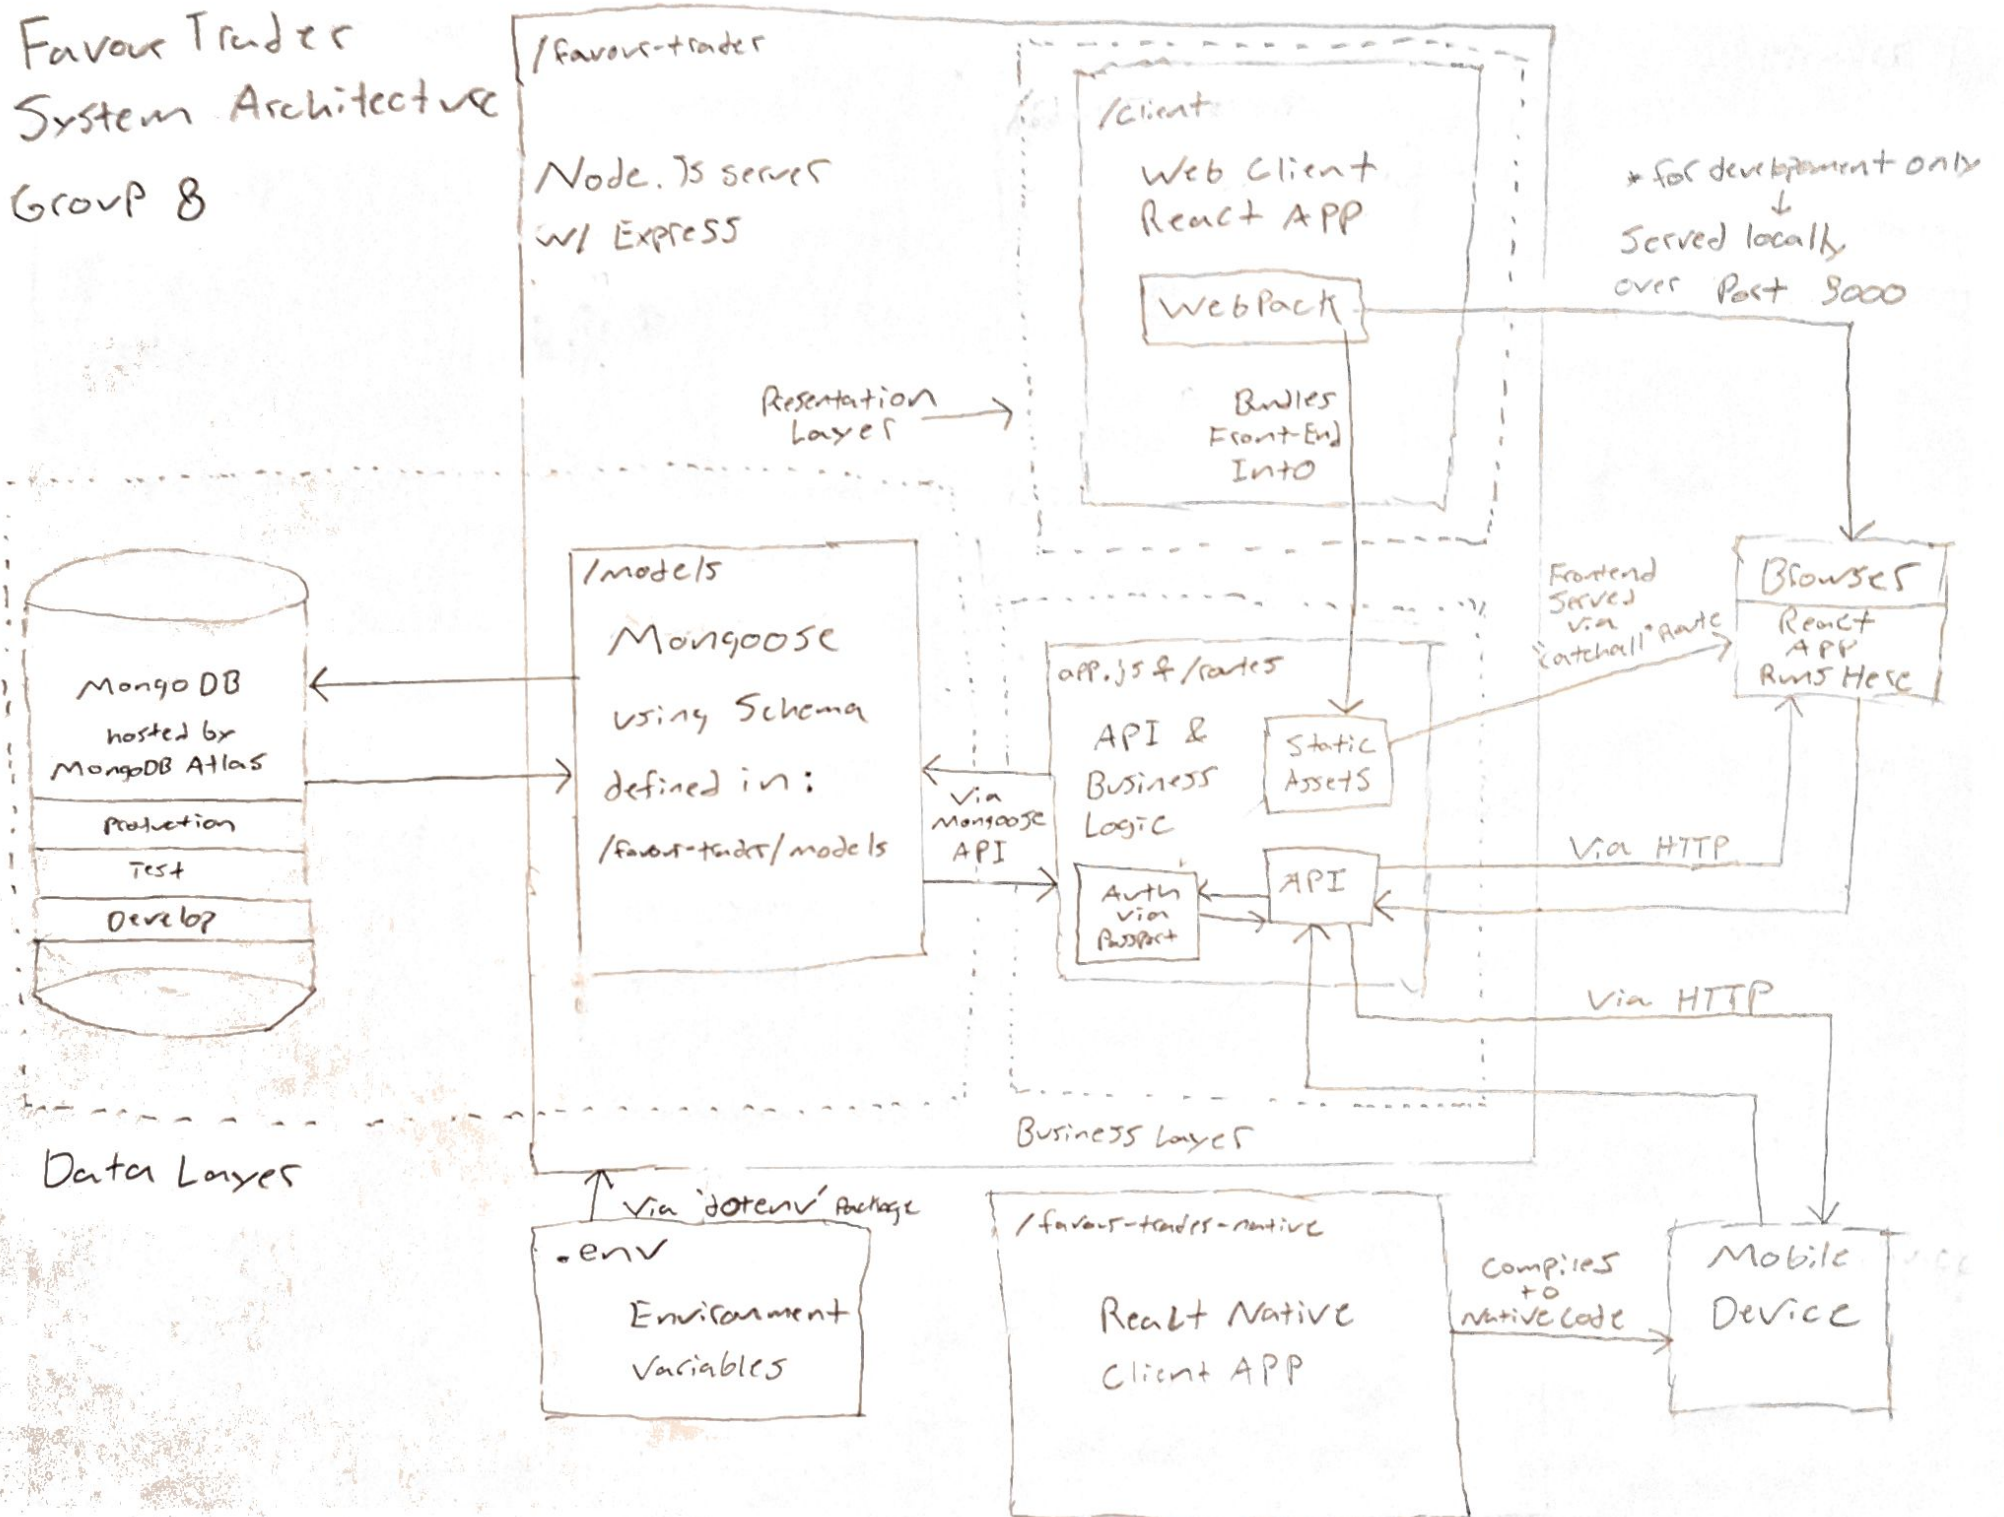 Favour Trader
System Architecture
Group 8
/favour-trader
Node.Js server
w/ Express
/client
Web Client
React APP
WebPack
Bundles
Front-End
Into
* for development only
Served locally
over Port 3000
Presentation
Layer
MongoDB
hosted by
MongoDB Atlas
Production
Test
Develop
/models
Mongoose
using Schema
defined in:
/favour-trader/models
Via
Mongoose
API
app.js & /routes
API &
Business
Logic
Static
Assets
Auth
via
Passport
API
Frontend
Served
via
"catchall" Route
Browser
React
APP
Runs Here
Via HTTP
Via HTTP
Business Layer
Data Layer
Via 'dotenv' Package
.env
Environment
Variables
/favour-trader-native
React Native
Client APP
Compiles
to
Native Code
Mobile
Device